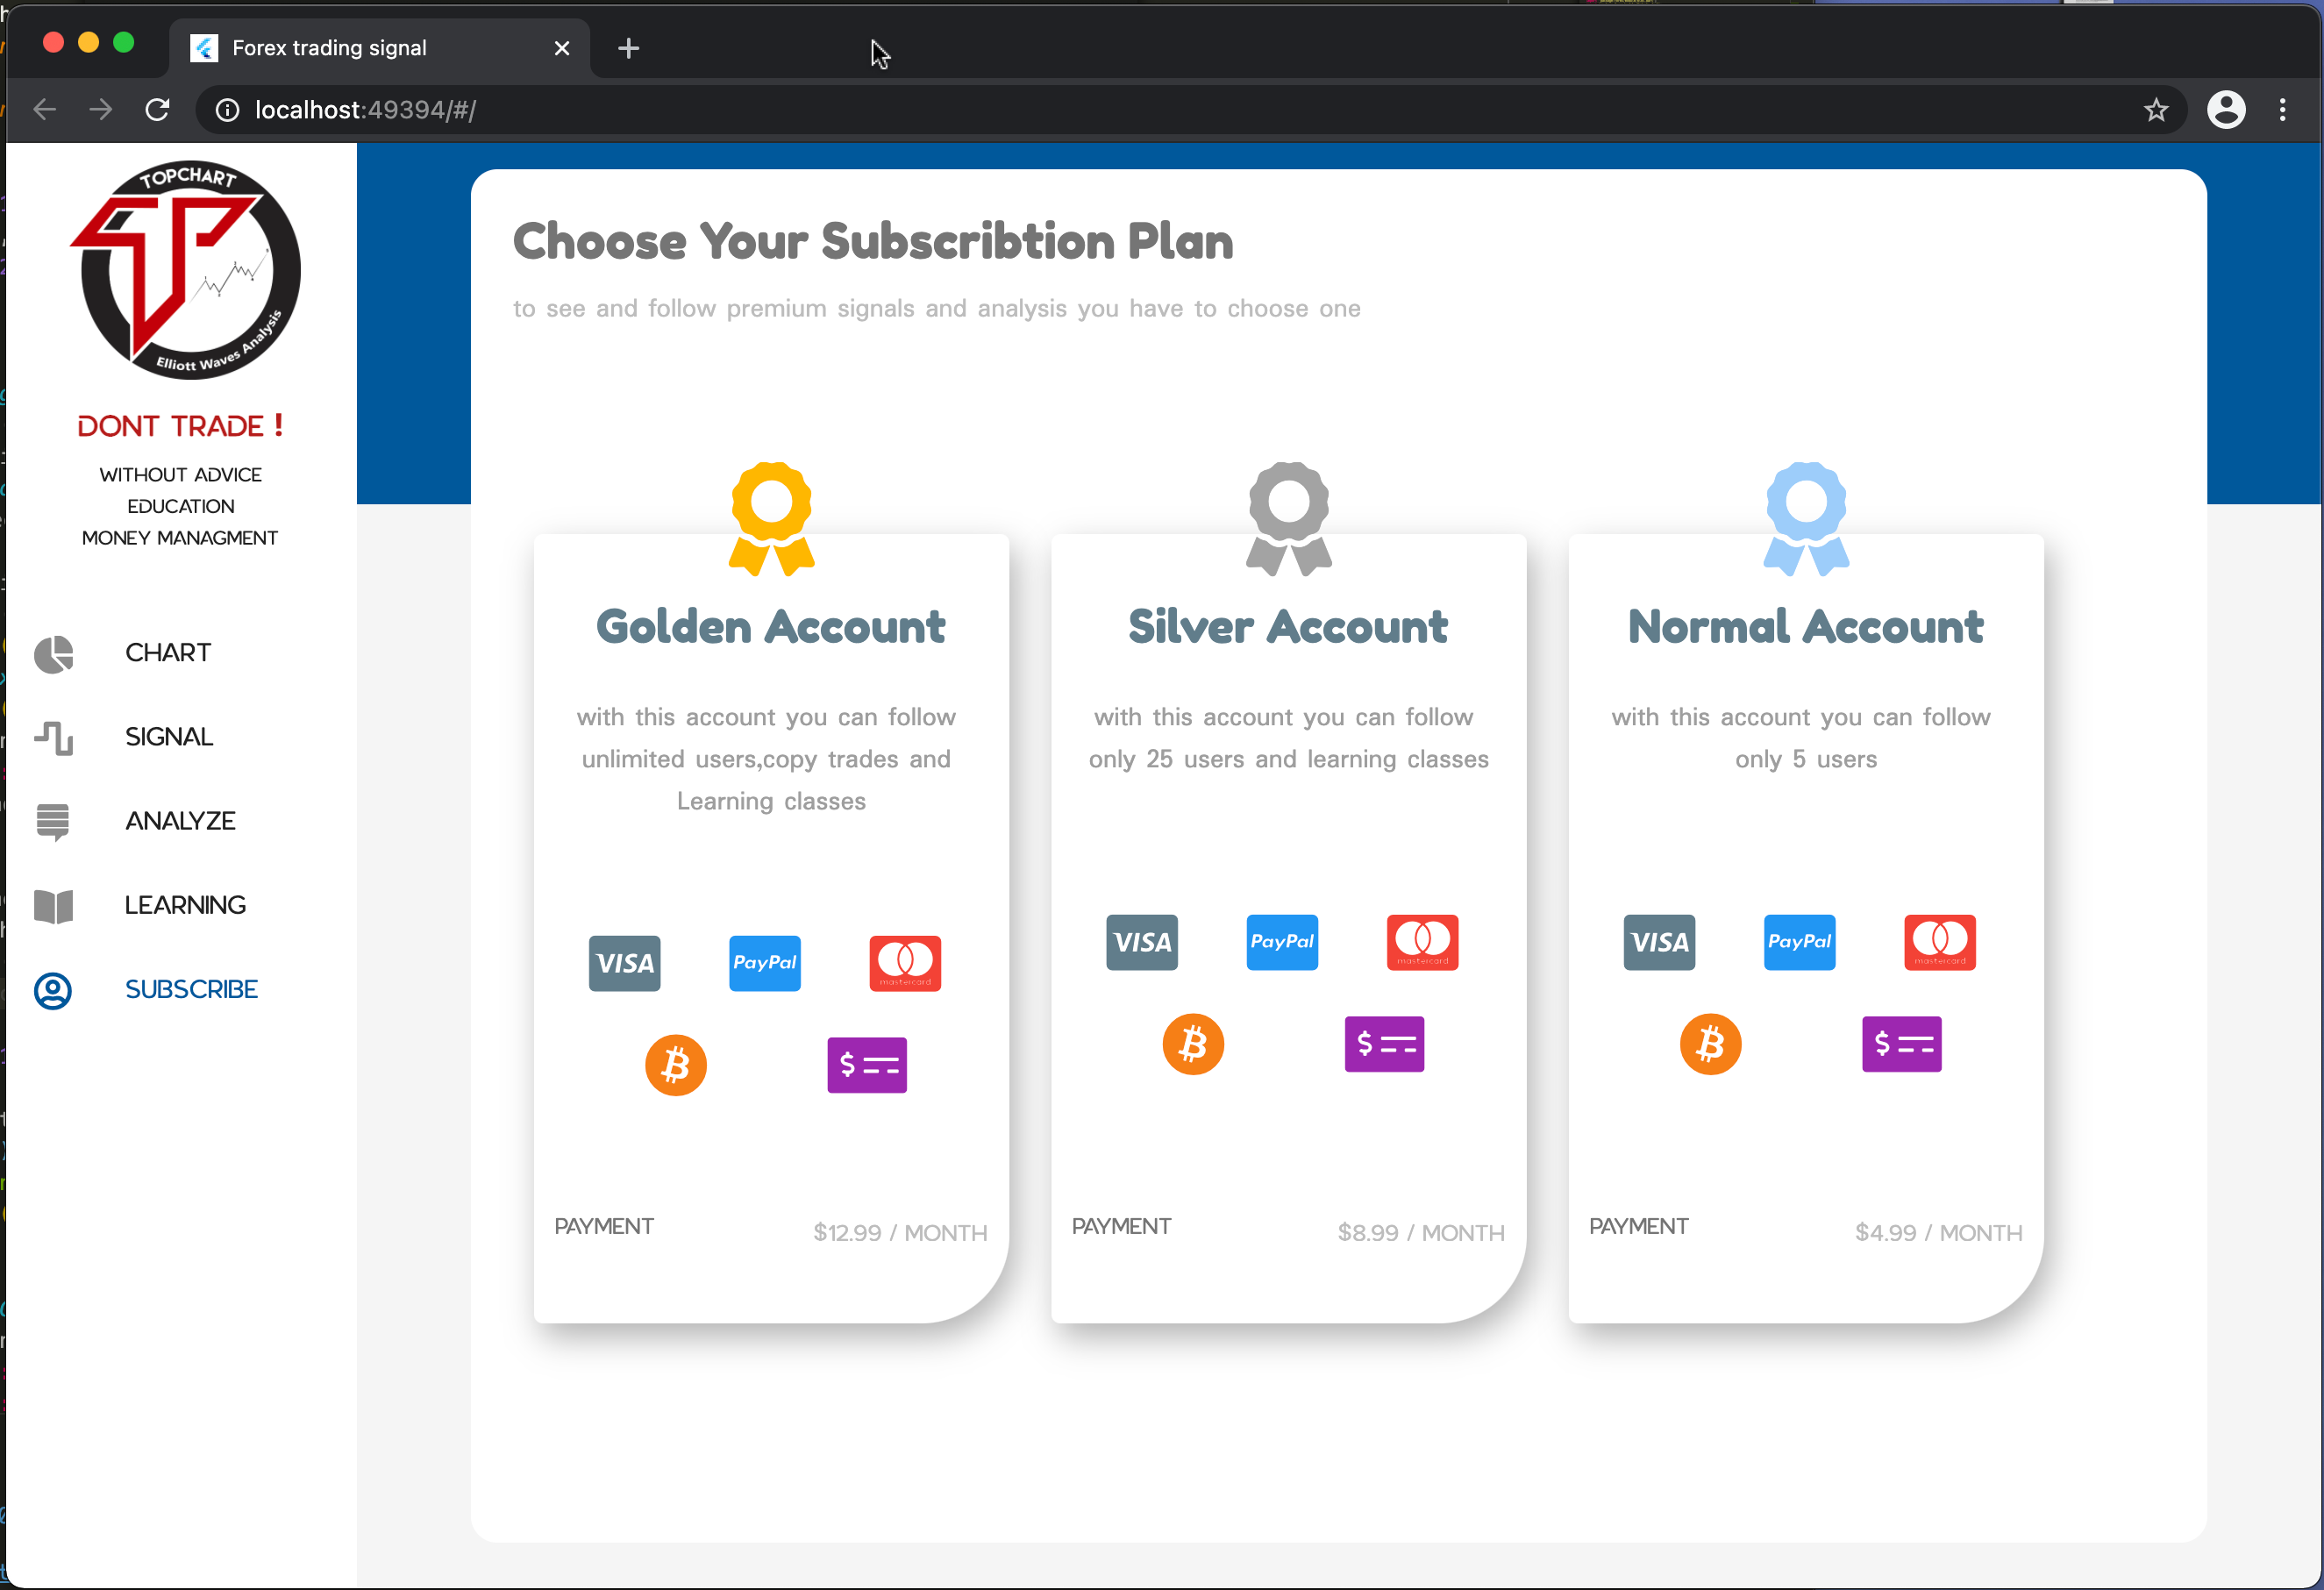 Forex trading signal
localhost:49394/#/
TOPCHART
Elliott Waves Analysis
DONT TRADE !
WITHOUT ADVICE
EDUCATION
MONEY MANAGMENT
CHART
SIGNAL
ANALYZE
LEARNING
SUBSCRIBE
Choose Your Subscribtion Plan
to see and follow premium signals and analysis you have to choose one
Golden Account
with this account you can follow
unlimited users,copy trades and
Learning classes
VISA
PayPal
mastercard
PAYMENT
$12.99 / MONTH
Silver Account
with this account you can follow
only 25 users and learning classes
VISA
PayPal
mastercard
PAYMENT
$8.99 / MONTH
Normal Account
with this account you can follow
only 5 users
VISA
PayPal
mastercard
PAYMENT
$4.99 / MONTH